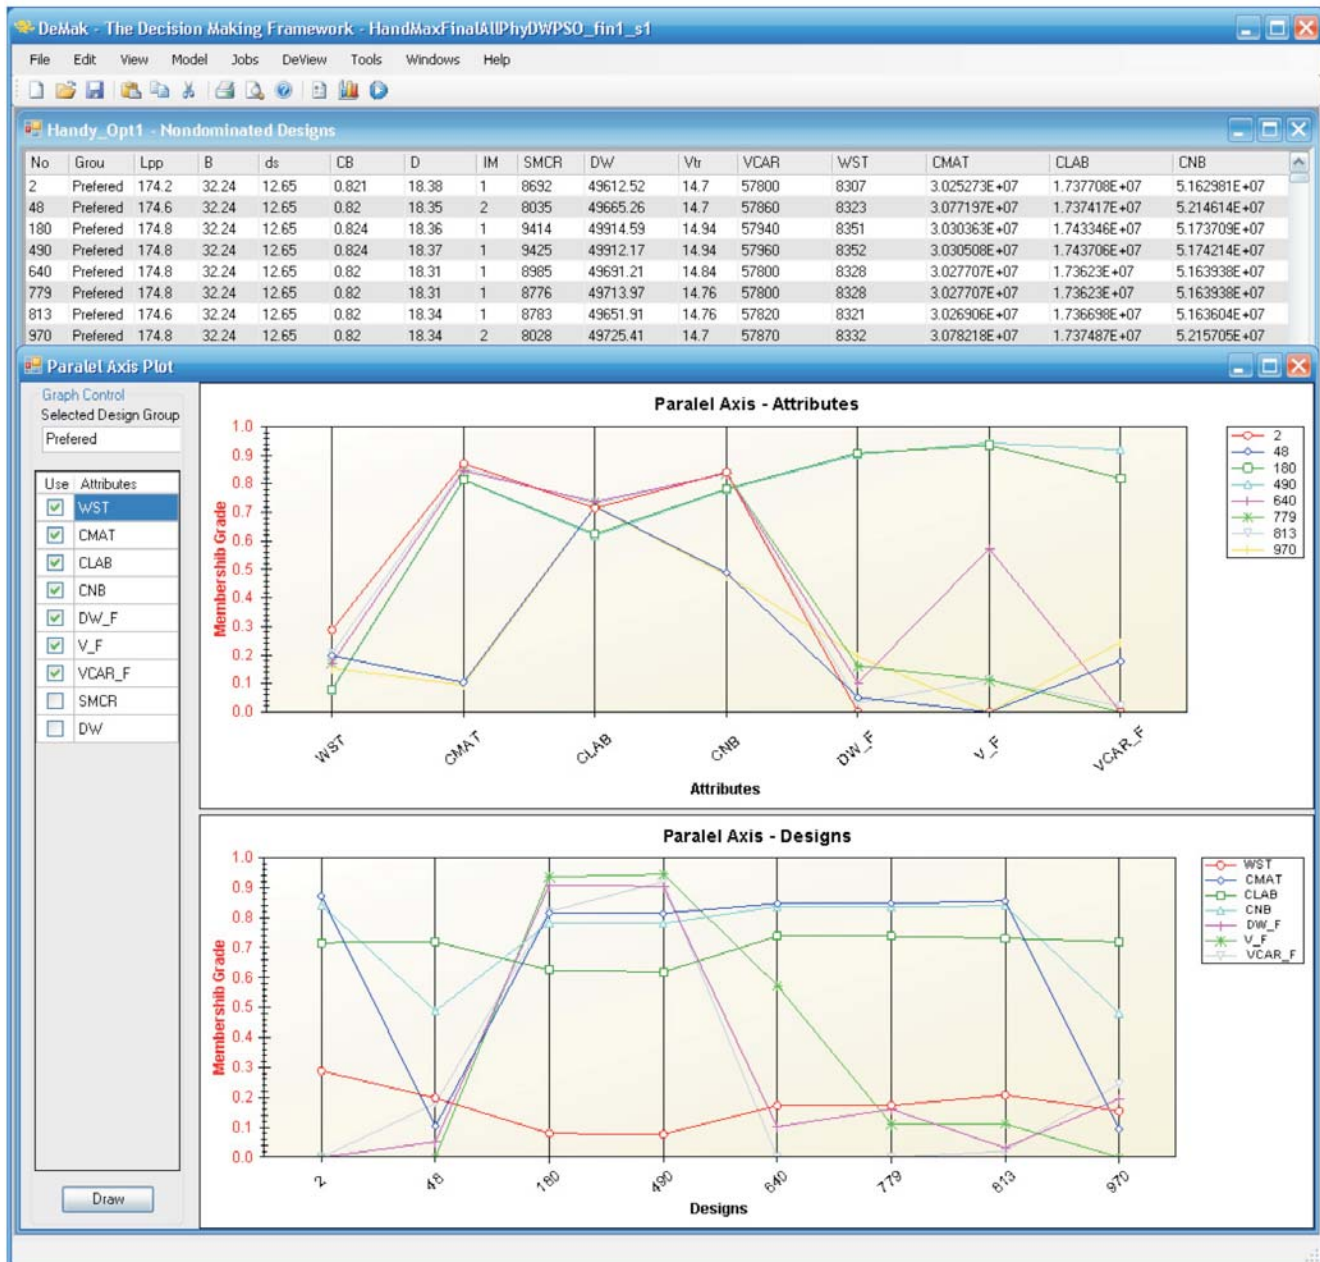 DeMak - The Decision Making Framework - HandMaxFinalAllPhyDWPSO_fin1_s1
File Edit View Model Jobs DeView Tools Windows Help
Handy_Opt1 - Nondominated Designs
No Grou Lpp B ds CB D IM SMCR DW Vtr VCAR WST CMAT CLAB CNB
2 Prefered 174.2 32.24 12.65 0.821 18.38 1 8692 49612.52 14.7 57800 8307 3.025273E+07 1.737708E+07 5.162981E+07
48 Prefered 174.6 32.24 12.65 0.82 18.35 2 8035 49665.26 14.7 57860 8323 3.077197E+07 1.737417E+07 5.214614E+07
180 Prefered 174.8 32.24 12.65 0.824 18.36 1 9414 49914.59 14.94 57940 8351 3.030363E+07 1.743346E+07 5.173709E+07
490 Prefered 174.8 32.24 12.65 0.824 18.37 1 9425 49912.17 14.94 57960 8352 3.030508E+07 1.743706E+07 5.174214E+07
640 Prefered 174.8 32.24 12.65 0.82 18.31 1 8985 49691.21 14.84 57800 8328 3.027707E+07 1.73623E+07 5.163938E+07
779 Prefered 174.8 32.24 12.65 0.82 18.31 1 8776 49713.97 14.76 57800 8328 3.027707E+07 1.73623E+07 5.163938E+07
813 Prefered 174.6 32.24 12.65 0.82 18.34 1 8783 49651.91 14.76 57820 8321 3.026906E+07 1.736698E+07 5.163604E+07
970 Prefered 174.8 32.24 12.65 0.82 18.34 2 8028 49725.41 14.7 57870 8332 3.078218E+07 1.737487E+07 5.215705E+07
Paralel Axis Plot
Graph Control
Selected Design Group
Prefered
Use Attributes
WST
CMAT
CLAB
CNB
DW_F
V_F
VCAR_F
SMCR
DW
Draw
Paralel Axis - Attributes
Membershib Grade
1.0
0.9
0.8
0.7
0.6
0.5
0.4
0.3
0.2
0.1
0.0
WST CMAT CLAB CNB DW_F V_F VCAR_F
Attributes
2
48
180
490
640
779
813
970
Paralel Axis - Designs
Membershib Grade
1.0
0.9
0.8
0.7
0.6
0.5
0.4
0.3
0.2
0.1
0.0
2 48 180 490 640 779 813 970
Designs
WST
CMAT
CLAB
CNB
DW_F
V_F
VCAR_F